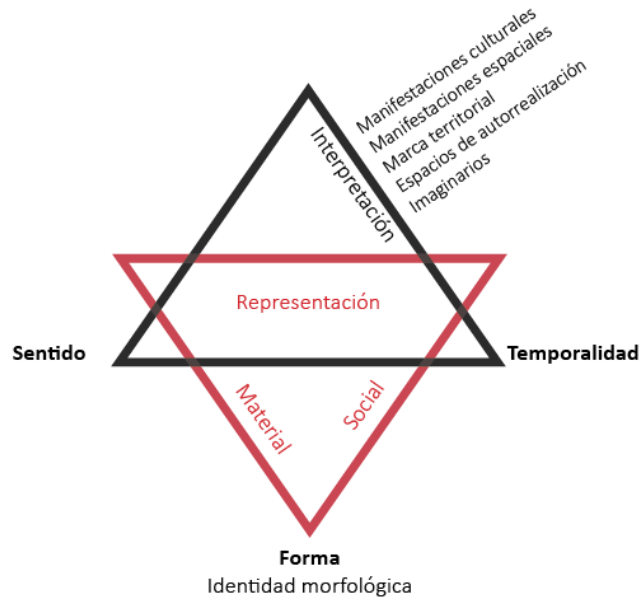 Manifestaciones culturales
Manifestaciones espaciales
Marca territorial
Espacios de autorrealización
Imaginarios
Interpretación
Representación
Sentido
Temporalidad
Material
Social
Forma
Identidad morfológica